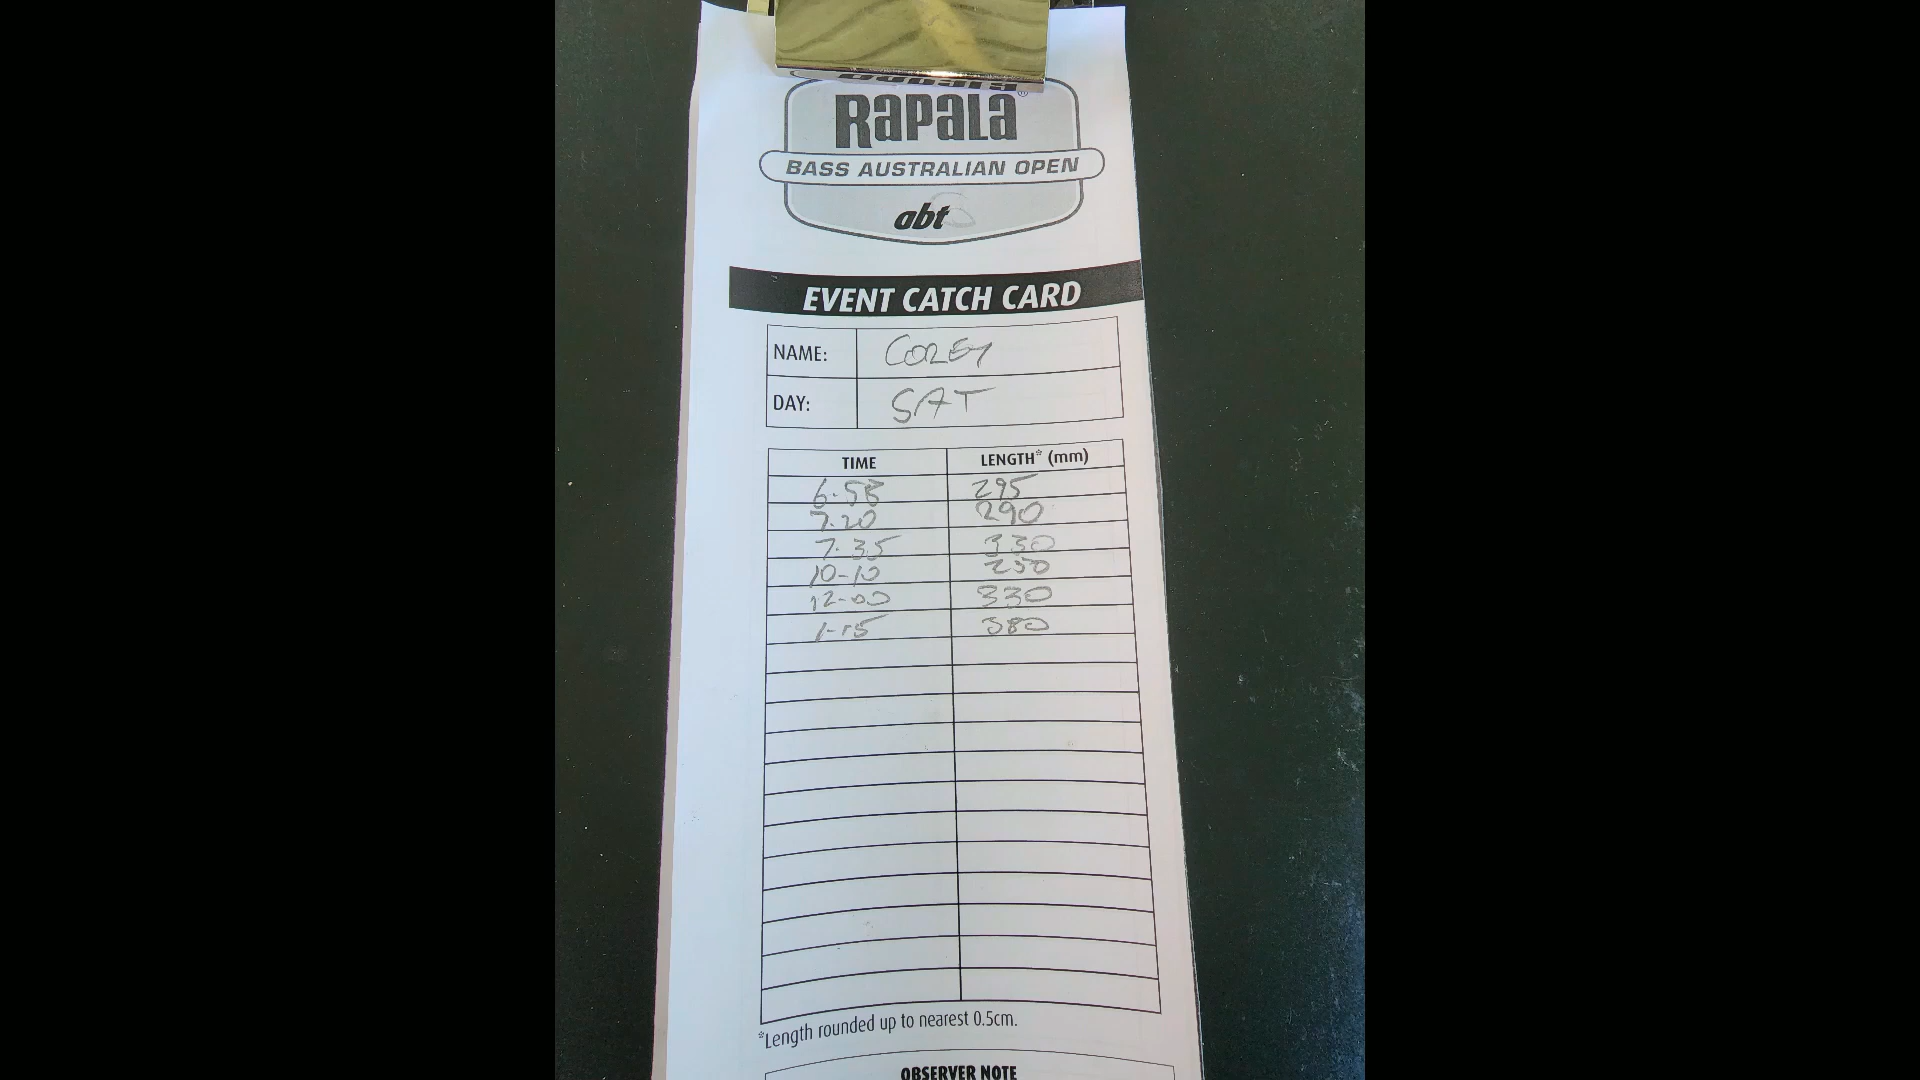 RAPALA®
BASS AUSTRALIAN OPEN
abt
EVENT CATCH CARD
NAME: COREY
DAY: SAT
TIME LENGTH* (mm)
6.58 295
7.20 290
7.35 330
10-10 250
12-00 330
1-15 380
*Length rounded up to nearest 0.5cm.
OBSERVER NOTE